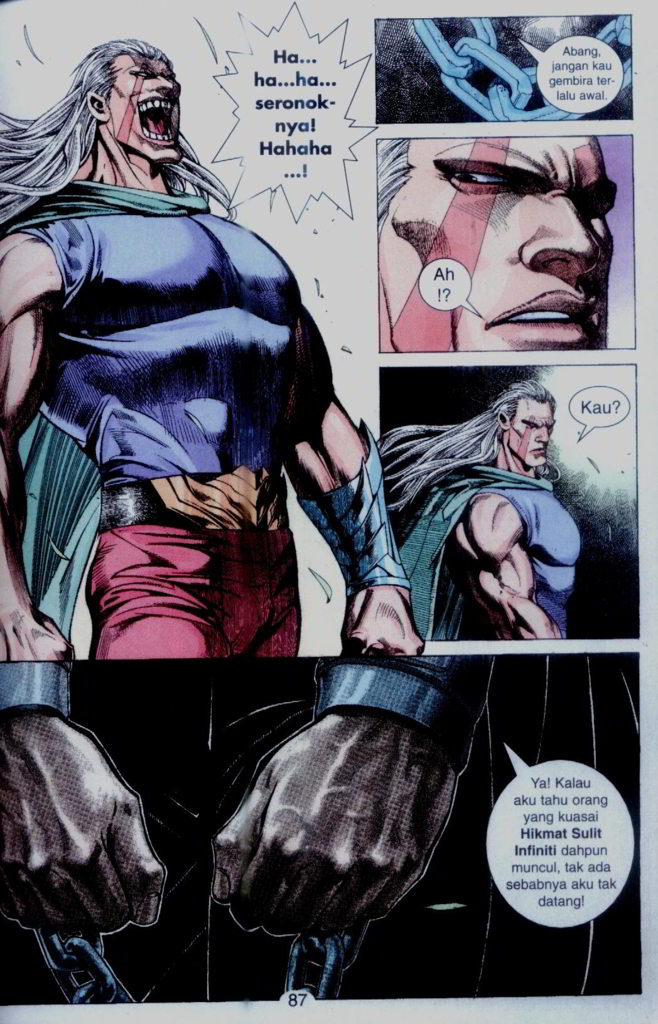 Ha...
ha...ha...
seronok-
nya!
Hahaha
...!
Abang,
jangan kau
gembira ter-
lalu awal.
Ah
!?
Kau?
Ya! Kalau
aku tahu orang
yang kuasai
Hikmat Sulit
Infiniti dahpun
muncul, tak ada
sebabnya aku tak
datang!
87